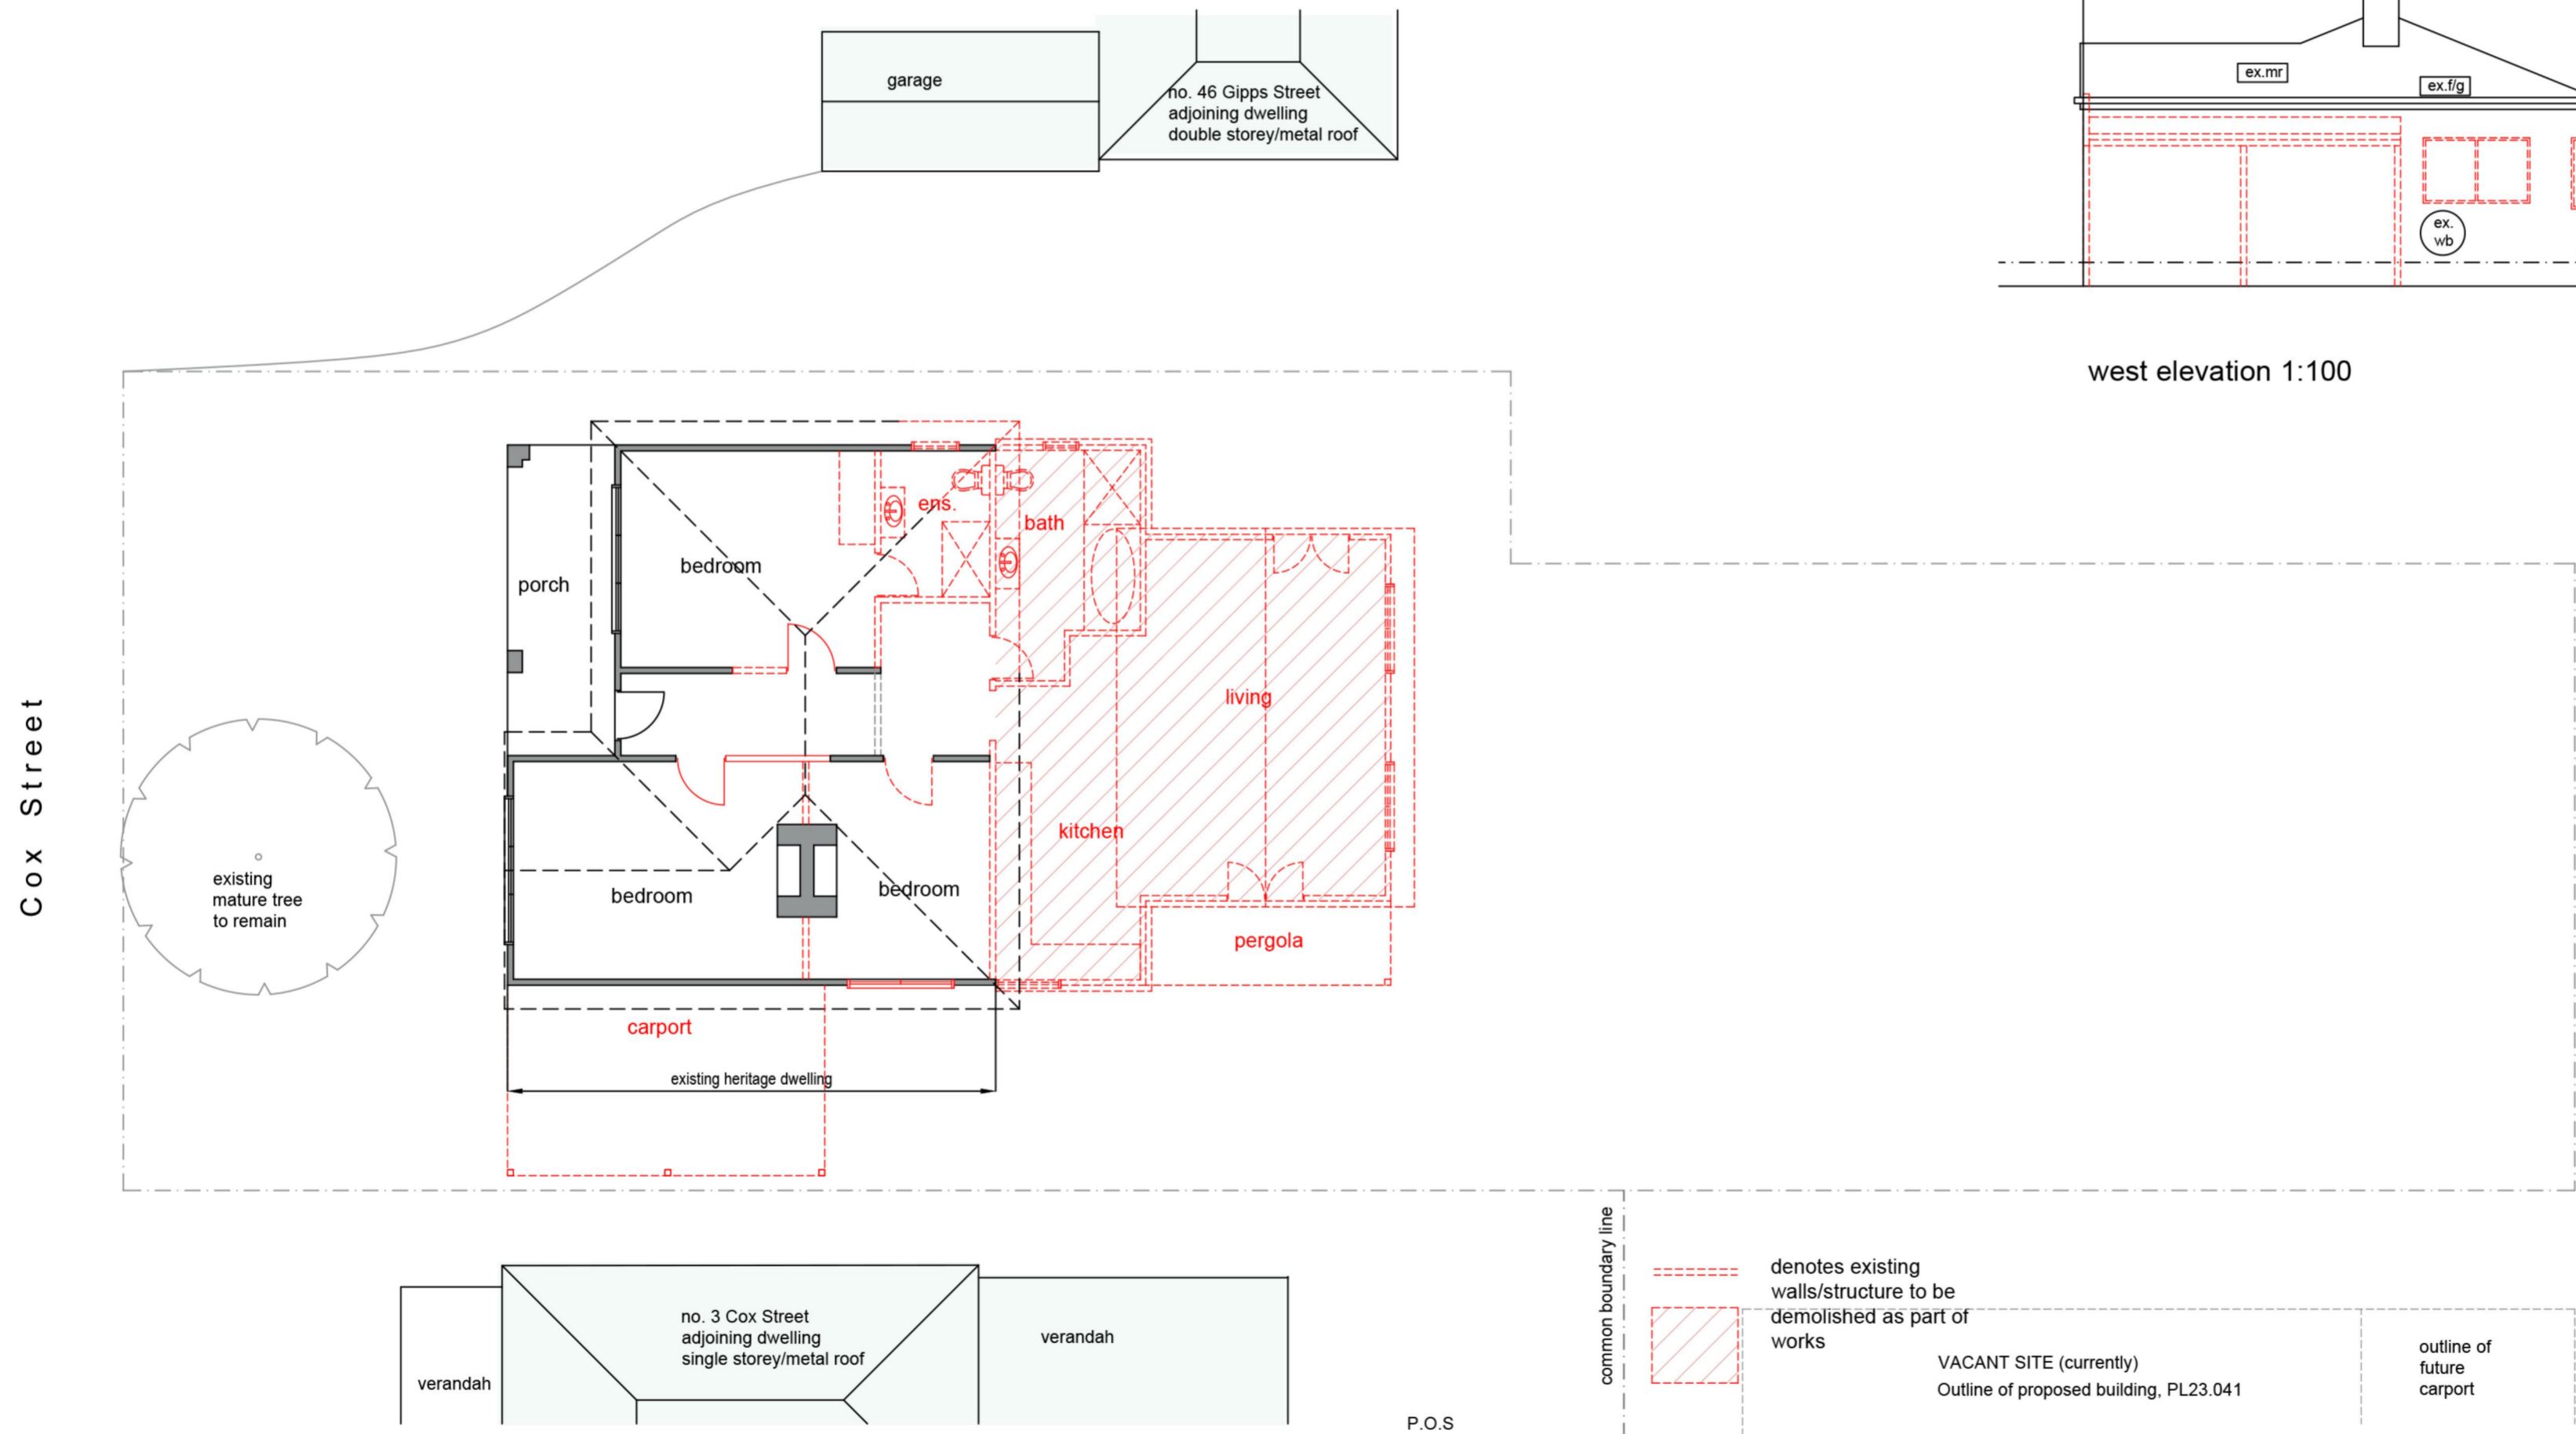 garage
no. 46 Gipps Street
adjoining dwelling
double storey/metal roof
ex.mr
ex.f/g
ex.
wb
west elevation 1:100
ens.
bath
bedroom
porch
living
Cox Street
kitchen
existing
mature tree
to remain
bedroom
bedroom
pergola
carport
existing heritage dwelling
common boundary line
denotes existing
walls/structure to be
demolished as part of
works
no. 3 Cox Street
adjoining dwelling
single storey/metal roof
verandah
verandah
VACANT SITE (currently)
Outline of proposed building, PL23.041
outline of
future
carport
P.O.S